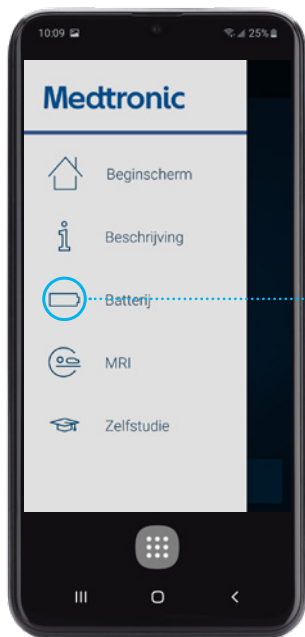 10:09 25%
Medtronic
Beginscherm
Beschrijving
Batterij
MRI
Zelfstudie